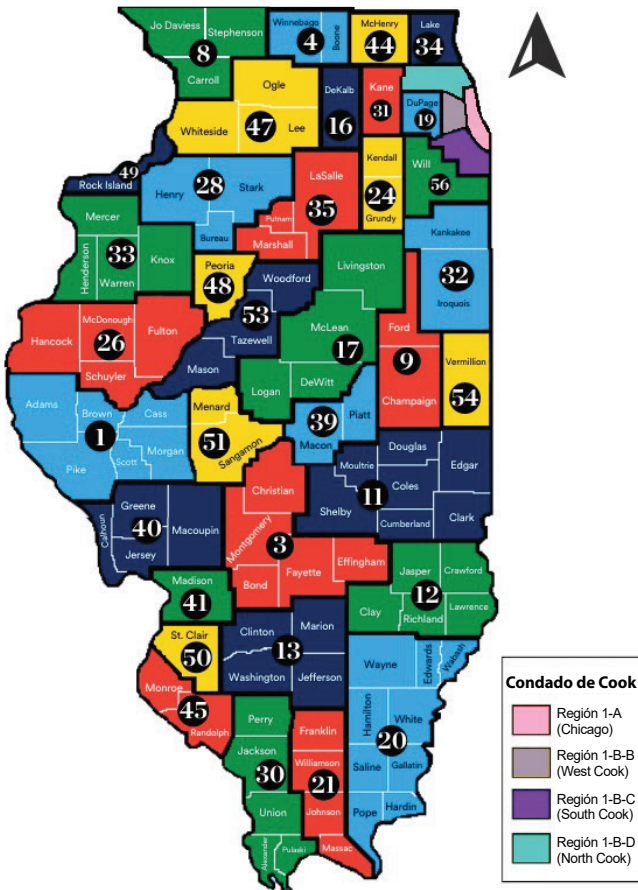 Jo Daviess
Stephenson
8
Carroll
Winnebago
4
Boone
McHenry
44
Lake
34
Ogle
Whiteside
47
Lee
DeKalb
16
Kane
31
DuPage
19
Rock Island
49
Henry
28
Stark
Bureau
LaSalle
35
Putnam
Marshall
Kendall
24
Grundy
Will
56
Mercer
Henderson
33
Warren
Knox
Peoria
48
Woodford
53
Tazewell
Mason
Livingston
McLean
17
Logan
DeWitt
Kankakee
32
Iroquois
Ford
9
Champaign
Vermillion
54
Hancock
McDonough
26
Fulton
Schuyler
Adams
Brown
Cass
1
Pike
Scott
Morgan
Menard
51
Sangamon
39
Macon
Piatt
Douglas
Edgar
Moultrie
11
Coles
Shelby
Cumberland
Clark
Christian
Montgomery
3
Bond
Fayette
Effingham
Calhoun
Greene
40
Jersey
Macoupin
Madison
41
Jasper
Crawford
12
Clay
Richland
Lawrence
St. Clair
50
Clinton
Marion
13
Washington
Jefferson
Monroe
45
Randolph
Wayne
Edwards
Wabash
Hamilton
White
20
Saline
Gallatin
Pope
Hardin
Perry
Jackson
30
Union
Alexander
Pulaski
Franklin
Williamson
21
Johnson
Massac
Condado de Cook
Región 1-A
(Chicago)
Región 1-B-B
(West Cook)
Región 1-B-C
(South Cook)
Región 1-B-D
(North Cook)